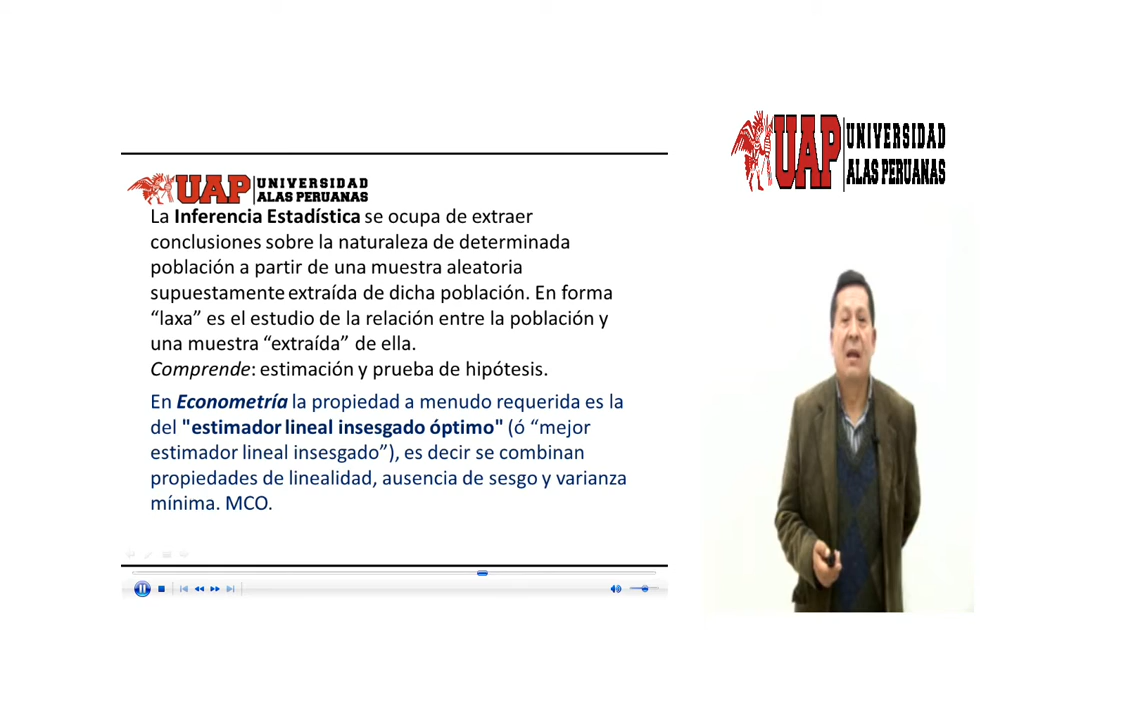 UAP UNIVERSIDAD
ALAS PERUANAS
UAP UNIVERSIDAD
ALAS PERUANAS
La Inferencia Estadística se ocupa de extraer
conclusiones sobre la naturaleza de determinada
población a partir de una muestra aleatoria
supuestamente extraída de dicha población. En forma
“laxa” es el estudio de la relación entre la población y
una muestra “extraída” de ella.
Comprende: estimación y prueba de hipótesis.
En Econometría la propiedad a menudo requerida es la
del "estimador lineal insesgado óptimo" (ó “mejor
estimador lineal insesgado”), es decir se combinan
propiedades de linealidad, ausencia de sesgo y varianza
mínima. MCO.